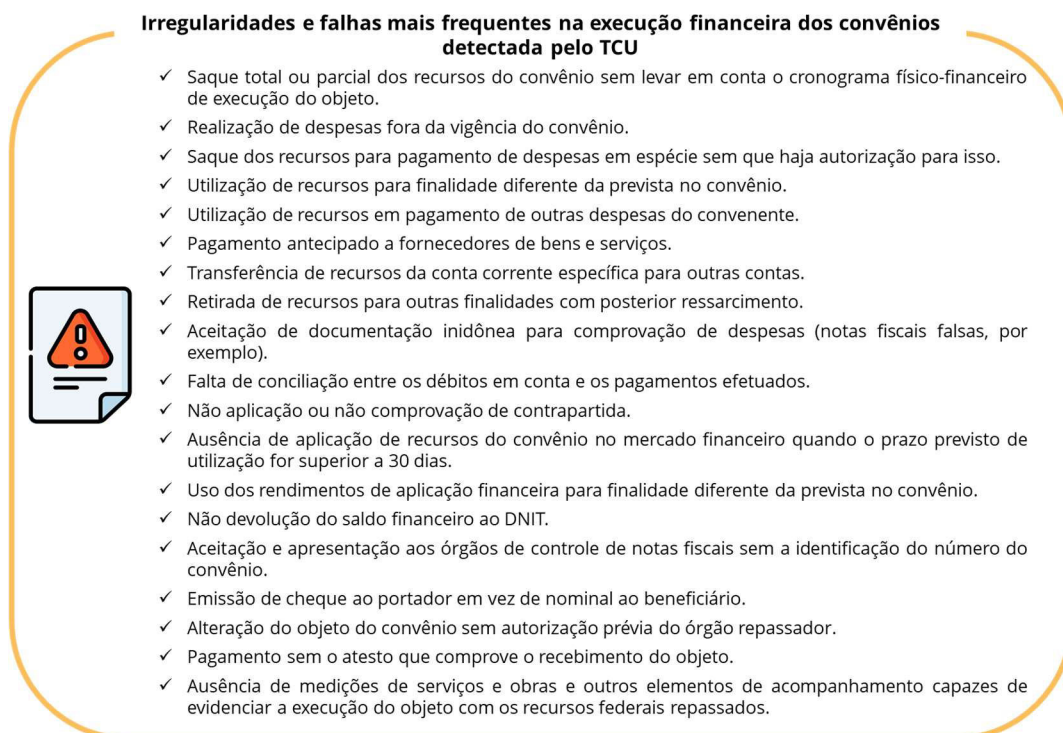 Irregularidades e falhas mais frequentes na execução financeira dos convênios
detectada pelo TCU
✓ Saque total ou parcial dos recursos do convênio sem levar em conta o cronograma físico-financeiro
de execução do objeto.
✓ Realização de despesas fora da vigência do convênio.
✓ Saque dos recursos para pagamento de despesas em espécie sem que haja autorização para isso.
✓ Utilização de recursos para finalidade diferente da prevista no convênio.
✓ Utilização de recursos em pagamento de outras despesas do convenente.
✓ Pagamento antecipado a fornecedores de bens e serviços.
✓ Transferência de recursos da conta corrente específica para outras contas.
✓ Retirada de recursos para outras finalidades com posterior ressarcimento.
✓ Aceitação de documentação inidônea para comprovação de despesas (notas fiscais falsas, por
exemplo).
✓ Falta de conciliação entre os débitos em conta e os pagamentos efetuados.
✓ Não aplicação ou não comprovação de contrapartida.
✓ Ausência de aplicação de recursos do convênio no mercado financeiro quando o prazo previsto de
utilização for superior a 30 dias.
✓ Uso dos rendimentos de aplicação financeira para finalidade diferente da prevista no convênio.
✓ Não devolução do saldo financeiro ao DNIT.
✓ Aceitação e apresentação aos órgãos de controle de notas fiscais sem a identificação do número do
convênio.
✓ Emissão de cheque ao portador em vez de nominal ao beneficiário.
✓ Alteração do objeto do convênio sem autorização prévia do órgão repassador.
✓ Pagamento sem o atesto que comprove o recebimento do objeto.
✓ Ausência de medições de serviços e obras e outros elementos de acompanhamento capazes de
evidenciar a execução do objeto com os recursos federais repassados.